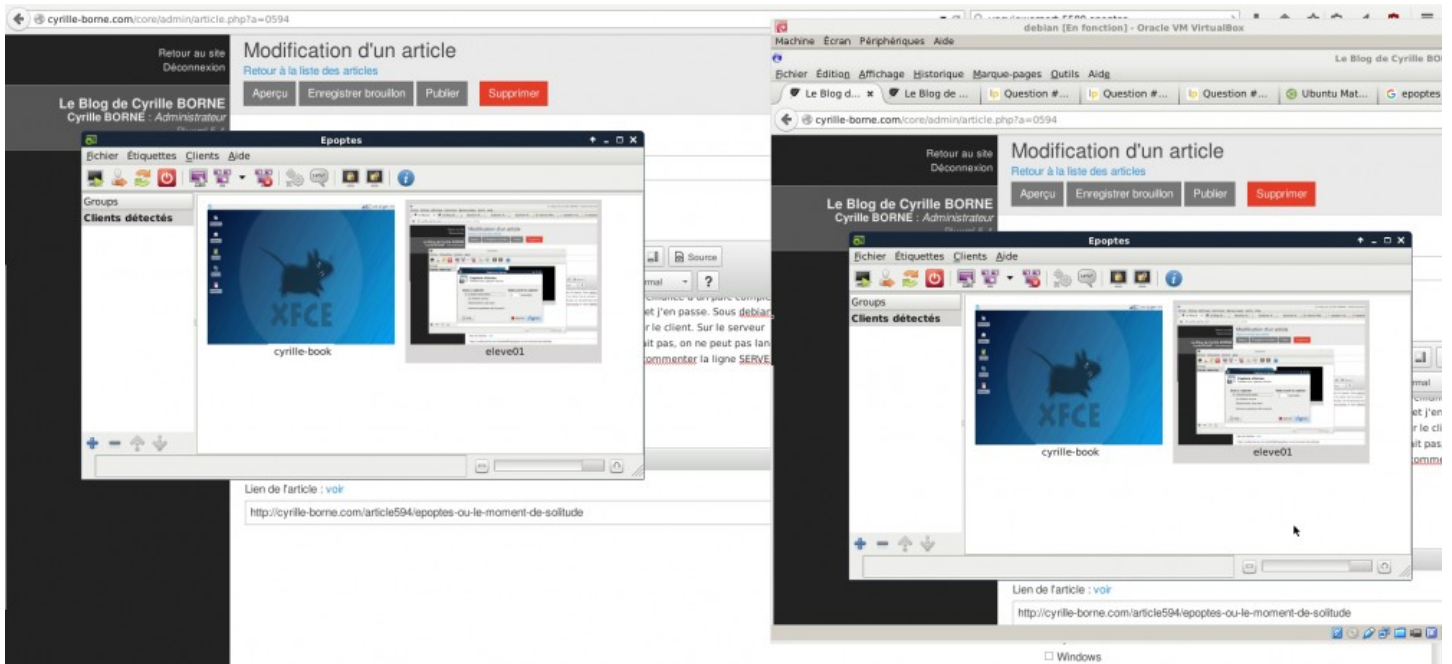 cyrille-borne.com/core/admin/article.php?a=0594
Retour au site
Déconnexion
Le Blog de Cyrille BORNE
Cyrille BORNE : Administrateur
Modification d'un article
Retour à la liste des articles
Aperçu Enregistrer brouillon Publier Supprimer
Epoptes
Fichier Étiquettes Clients Aide
Groups
Clients détectés
XFCE
cyrille-book
eleve01
Source
rmal ?
et j'en passe. Sous debian
r le client. Sur le serveur
ait pas, on ne peut pas lan
ommenter la ligne SERVE
Lien de l'article : voir
http://cyrille-borne.com/article594/epoptes-ou-le-moment-de-solitude
debian [En fonction] - Oracle VM VirtualBox
Machine Écran Périphériques Aide
Le Blog de Cyrille BO
Fichier Édition Affichage Historique Marque-pages Outils Aide
Le Blog d... Le Blog de ... Question #... Question #... Question #... Ubuntu Mat... epoptes
cyrille-borne.com/core/admin/article.php?a=0594
Retour au site
Déconnexion
Le Blog de Cyrille BORNE
Cyrille BORNE : Administrateur
Modification d'un article
Retour à la liste des articles
Aperçu Enregistrer brouillon Publier Supprimer
Epoptes
Fichier Étiquettes Clients Aide
Groups
Clients détectés
XFCE
cyrille-book
eleve01
rmal
et j'en
r le cli
ait pas
omme
Lien de l'article : voir
http://cyrille-borne.com/article594/epoptes-ou-le-moment-de-solitude
Windows